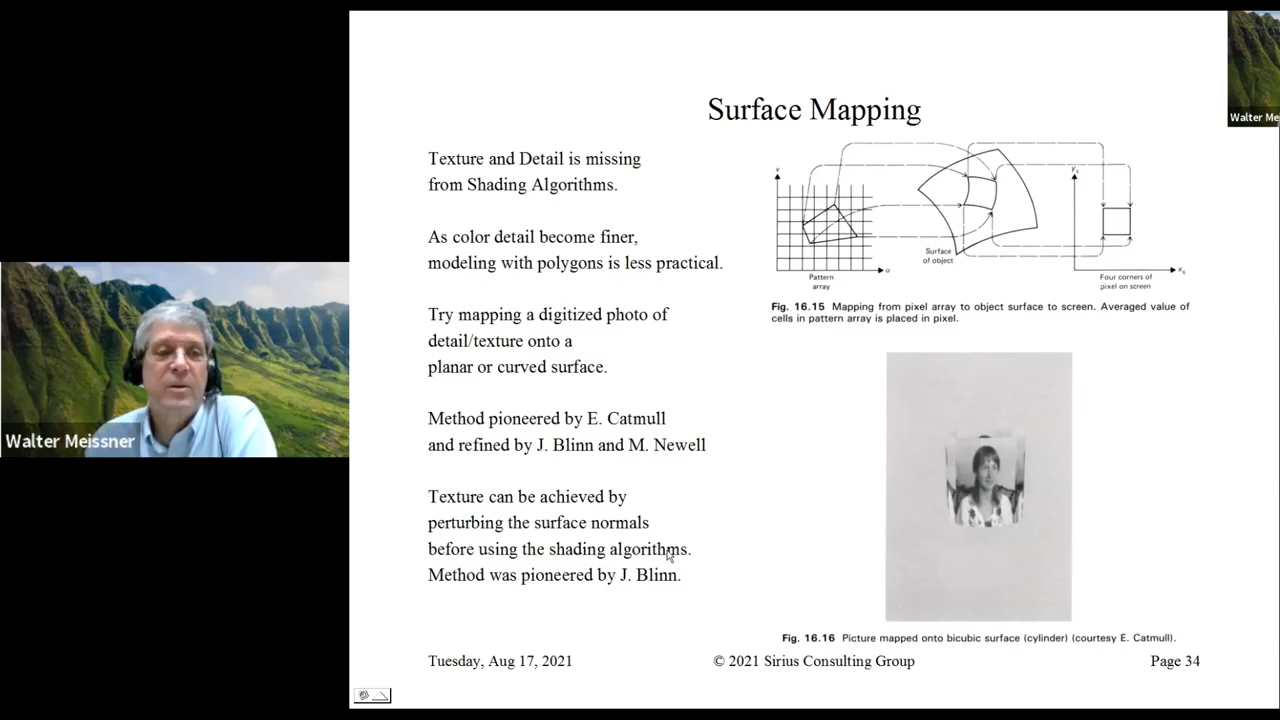 Surface Mapping
Texture and Detail is missing
from Shading Algorithms.
As color detail become finer,
modeling with polygons is less practical.
Try mapping a digitized photo of
detail/texture onto a
planar or curved surface.
Method pioneered by E. Catmull
and refined by J. Blinn and M. Newell
Texture can be achieved by
perturbing the surface normals
before using the shading algorithms.
Method was pioneered by J. Blinn.
v
u
Pattern
array
Surface
of object
ys
xs
Four corners of
pixel on screen
Fig. 16.15 Mapping from pixel array to object surface to screen. Averaged value of
cells in pattern array is placed in pixel.
Fig. 16.16 Picture mapped onto bicubic surface (cylinder) (courtesy E. Catmull).
Tuesday, Aug 17, 2021
© 2021 Sirius Consulting Group
Page 34
Walter Meissner
Walter Me